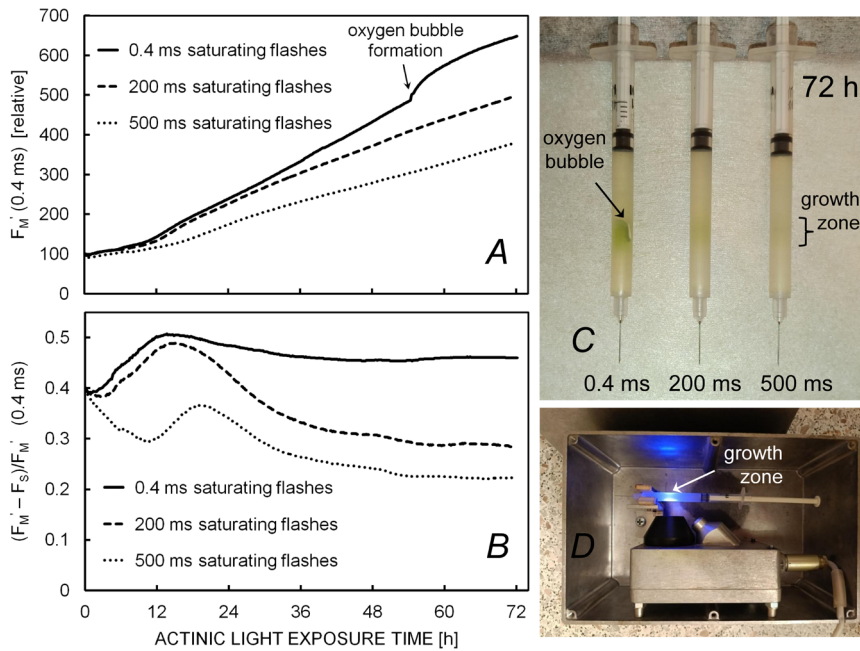 A
F_M' (0.4 ms) [relative]
700
600
500
400
300
200
100
0
0.4 ms saturating flashes
200 ms saturating flashes
500 ms saturating flashes
oxygen bubble
formation
B
(F_M' – F_S)/F_M' (0.4 ms)
0.5
0.4
0.3
0.2
0.1
0
0.4 ms saturating flashes
200 ms saturating flashes
500 ms saturating flashes
0 12 24 36 48 60 72
ACTINIC LIGHT EXPOSURE TIME [h]
72 h
oxygen
bubble
growth
zone
C
0.4 ms 200 ms 500 ms
growth
zone
D